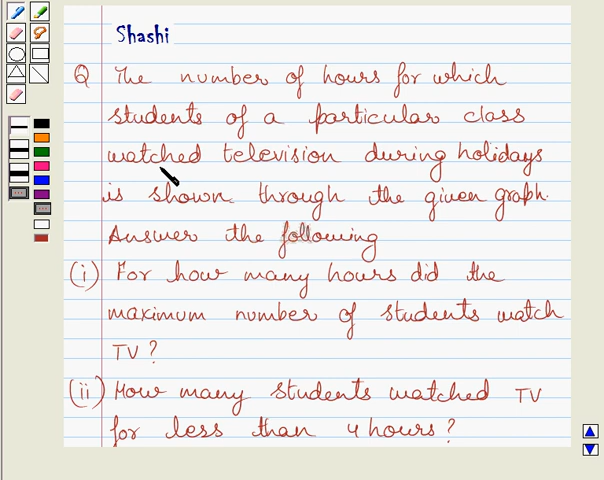 Shashi
Q The number of hours for which
students of a particular class
watched television during holidays
is shown through the given graph.
Answer the following
(i) For how many hours did the
maximum number of students watch
TV?
(ii) How many students watched TV
for less than 4 hours?